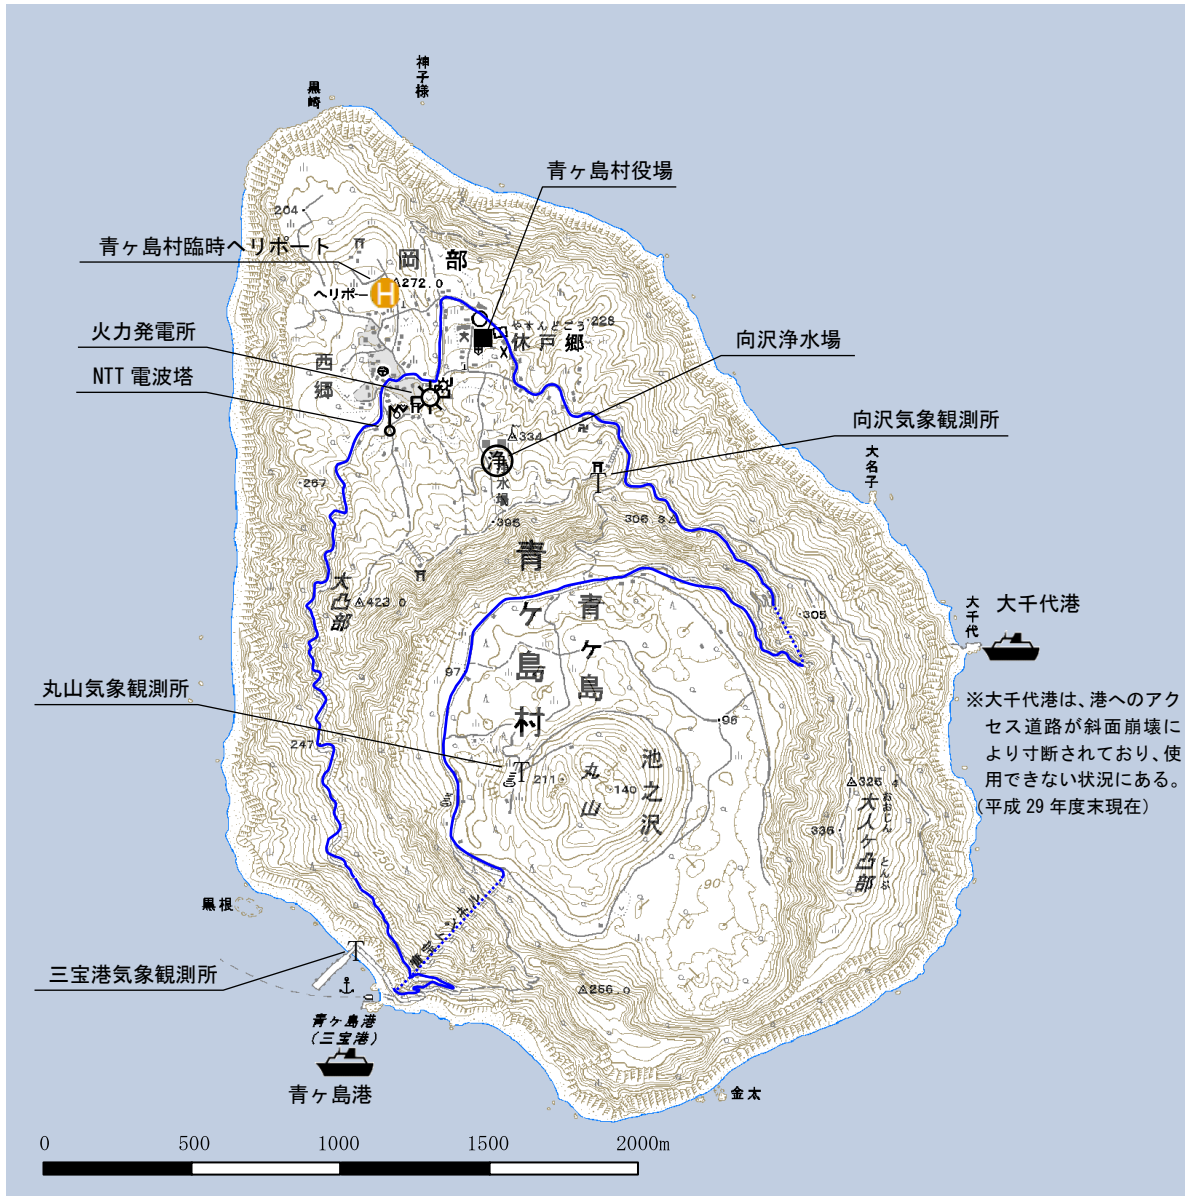 神子様
黒崎
青ヶ島村役場
204
青ヶ島村臨時ヘリポート
岡部
272.0
ヘリポー
火力発電所
やすんどごう
228
休戸郷
向沢浄水場
西郷
NTT 電波塔
334
向沢気象観測所
浄
水場
大名子
267
396
306.8
青ヶ島村
青ヶ島
大凸部
423.0
305
大千代
大千代港
97
丸山気象観測所
※大千代港は、港へのアク
セス道路が斜面崩壊に
より寸断されており、使
用できない状況にある。
(平成 29 年度末現在)
96
247
211
丸山
140
池之沢
326.4
336
おおじん
とんぶ
大人ヶ凸部
250
90
黒根
青宝トンネル
三宝港気象観測所
256.0
青ヶ島港
(三宝港)
青ヶ島港
金太
0 500 1000 1500 2000m